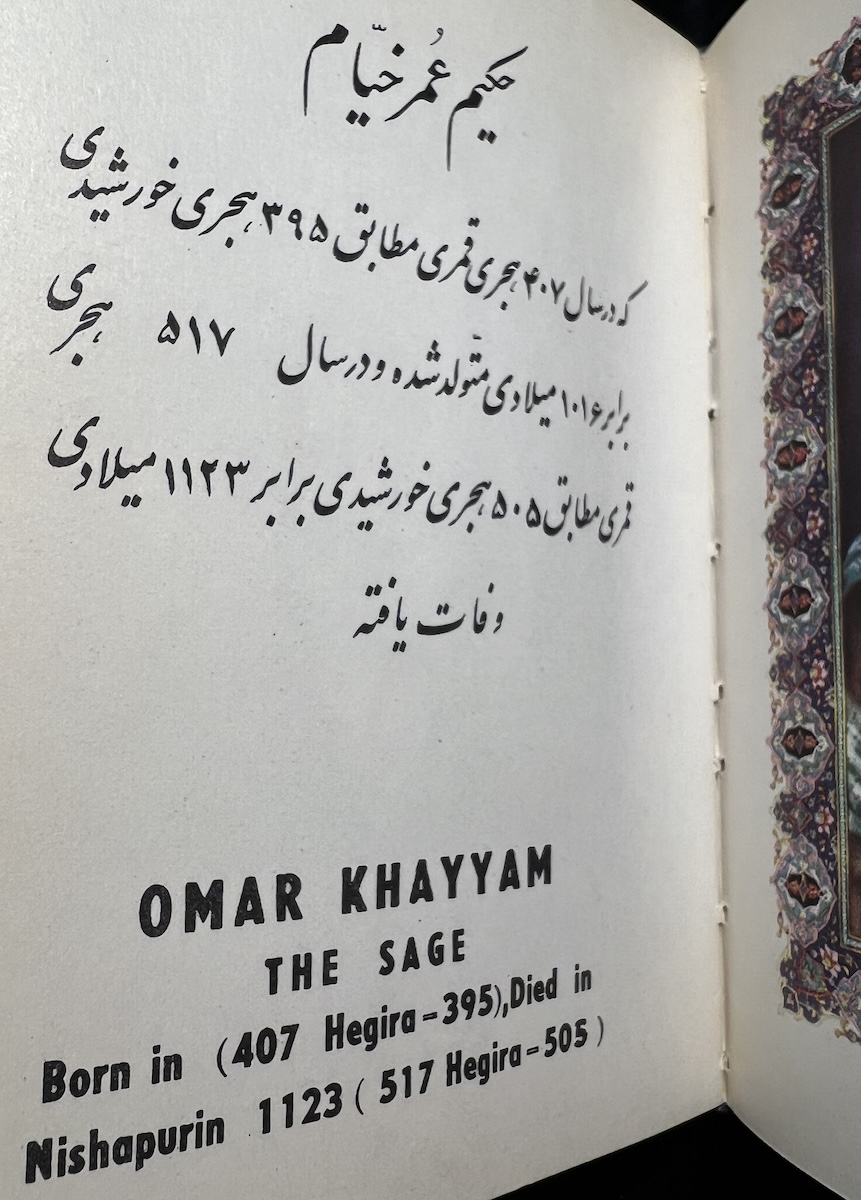 حکیم عُمر خیّام
که در سال ۴۰۷ هجری قمری مطابق ۳۹۵ هجری خورشیدی
برابر ۱۰۱۶ میلادی متّولد شده و در سال ۵۱۷ هجری
قمری مطابق ۵۰۵ هجری خورشیدی برابر ۱۱۲۳ میلادی
وفات یافته
OMAR KHAYYAM
THE SAGE
Born in (407 Hegira-395),Died in
Nishapurin 1123 ( 517 Hegira-505 )